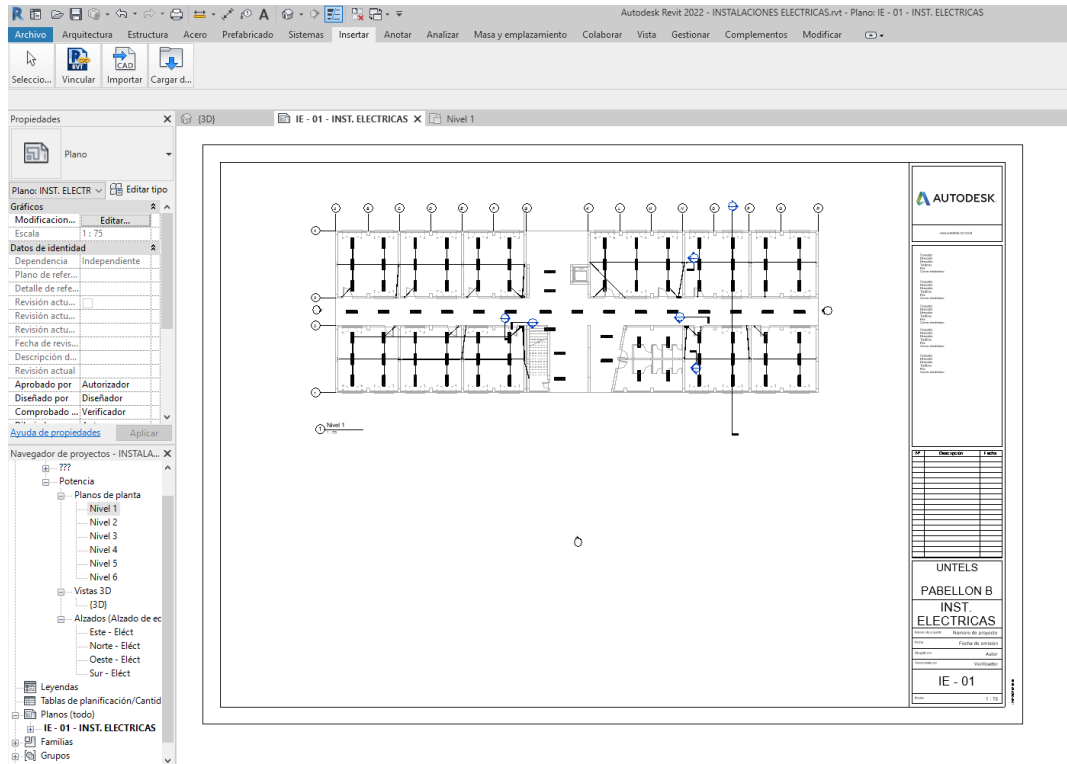 Autodesk Revit 2022 - INSTALACIONES ELECTRICAS.rvt - Plano: IE - 01 - INST. ELECTRICAS
Archivo Arquitectura Estructura Acero Prefabricado Sistemas Insertar Anotar Analizar Masa y emplazamiento Colaborar Vista Gestionar Complementos Modificar
Seleccio... Vincular Importar Cargar d...
Propiedades
{3D}
IE - 01 - INST. ELECTRICAS
Nivel 1
Plano
Plano: INST. ELECTR
Editar tipo
Gráficos
Modificacion... Editar...
Escala 1 : 75
Datos de identidad
Dependencia Independiente
Plano de refer...
Detalle de refe...
Revisión actu...
Revisión actu...
Revisión actu...
Fecha de revis...
Descripción d...
Revisión actual
Aprobado por Autorizador
Diseñado por Diseñador
Comprobado ... Verificador
Ayuda de propiedades Aplicar
Navegador de proyectos - INSTALA...
???
Potencia
Planos de planta
Nivel 1
Nivel 2
Nivel 3
Nivel 4
Nivel 5
Nivel 6
Vistas 3D
{3D}
Alzados (Alzado de ec
Este - Eléct
Norte - Eléct
Oeste - Eléct
Sur - Eléct
Leyendas
Tablas de planificación/Cantid
Planos (todo)
IE - 01 - INST. ELECTRICAS
Familias
Grupos
1 Nivel 1
1 : 75
AUTODESK
Nº Descripción Fecha
UNTELS
PABELLON B
INST.
ELECTRICAS
Número de proyecto
Fecha de emisión
Autor
Verificador
IE - 01
1 : 75